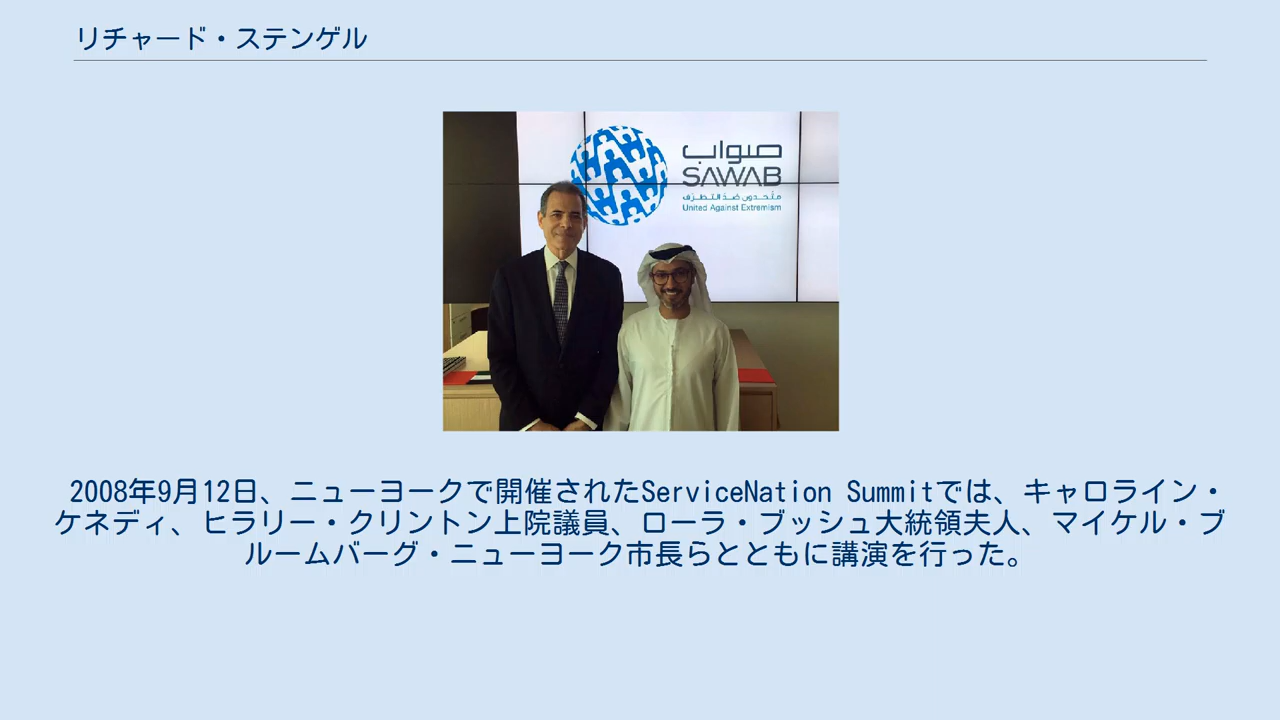 リチャード・ステンゲル
صواب
SAWAB
متحدون ضد التطرف
United Against Extremism
2008年9月12日、ニューヨークで開催されたServiceNation Summitでは、キャロライン・
ケネディ、ヒラリー・クリントン上院議員、ローラ・ブッシュ大統領夫人、マイケル・ブ
ルームバーグ・ニューヨーク市長らとともに講演を行った。